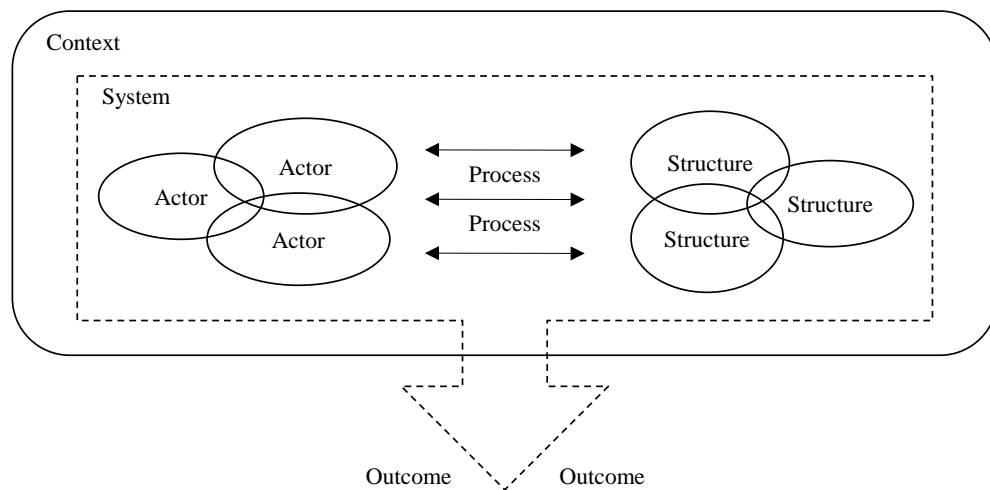 Context
System
Actor
Actor
Actor
Process
Process
Structure
Structure
Structure
Outcome Outcome